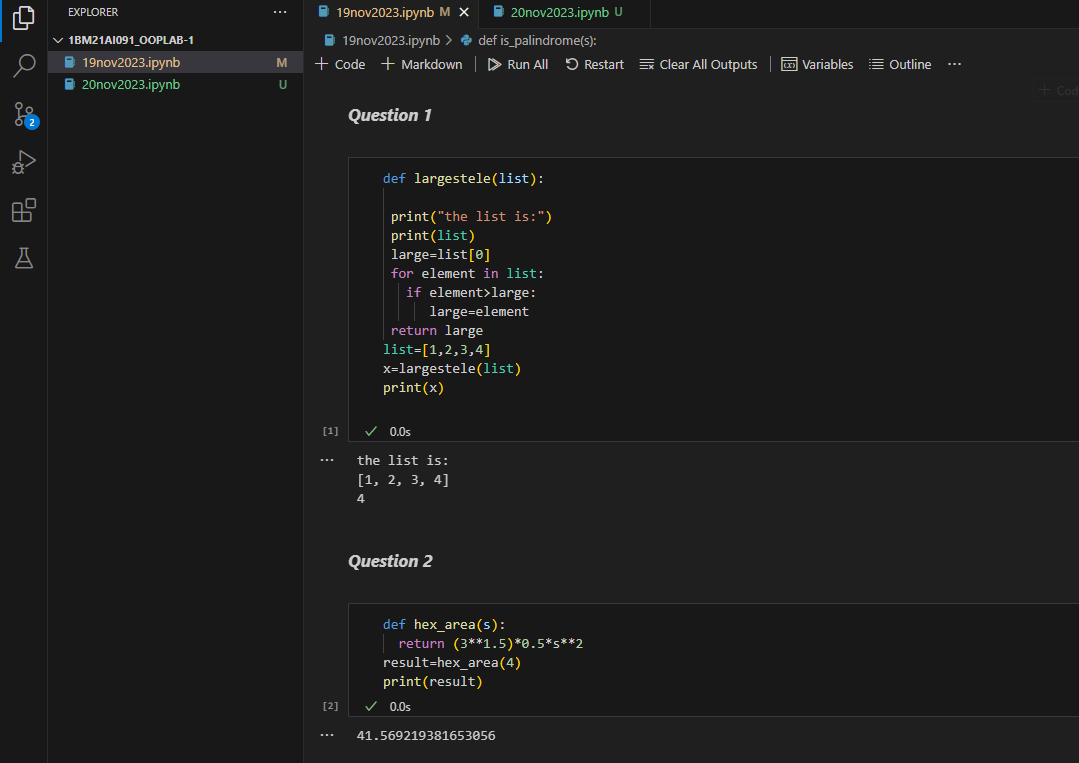 EXPLORER ...
1BM21AI091_OOPLAB-1
19nov2023.ipynb M
20nov2023.ipynb U
2
19nov2023.ipynb M ×
20nov2023.ipynb U
19nov2023.ipynb > def is_palindrome(s):
+ Code + Markdown | Run All Restart Clear All Outputs | Variables Outline ...
+ Cod
Question 1
def largestele(list):
print("the list is:")
print(list)
large=list[0]
for element in list:
if element>large:
large=element
return large
list=[1,2,3,4]
x=largestele(list)
print(x)
[1] ✓ 0.0s
... the list is:
[1, 2, 3, 4]
4
Question 2
def hex_area(s):
return (3**1.5)*0.5*s**2
result=hex_area(4)
print(result)
[2] ✓ 0.0s
... 41.569219381653056